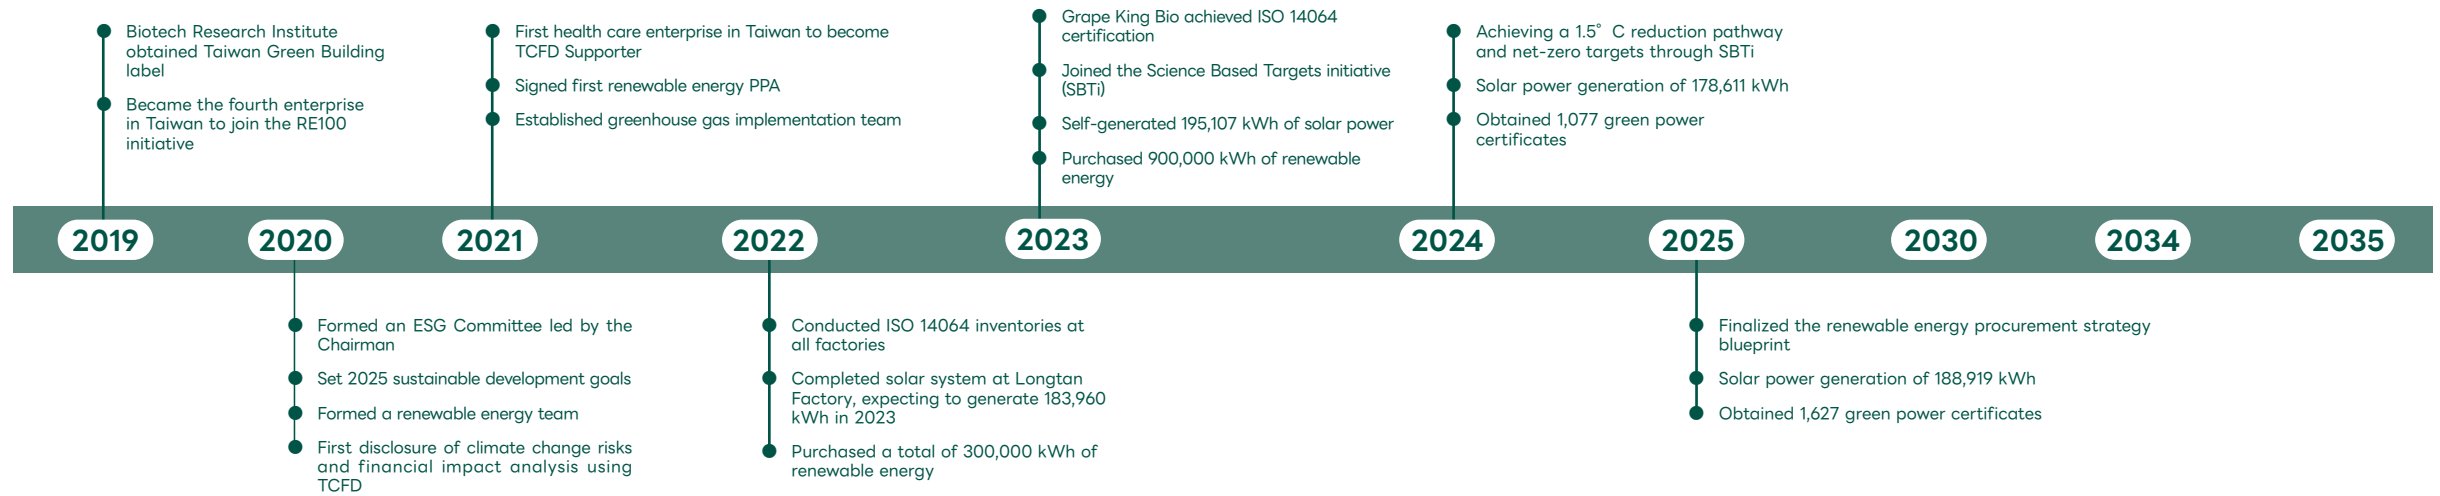 Biotech Research Institute
obtained Taiwan Green Building
label
Became the fourth enterprise
in Taiwan to join the RE100
initiative
First health care enterprise in Taiwan to become
TCFD Supporter
Signed first renewable energy PPA
Established greenhouse gas implementation team
Grape King Bio achieved ISO 14064
certification
Joined the Science Based Targets initiative
(SBTi)
Self-generated 195,107 kWh of solar power
Purchased 900,000 kWh of renewable
energy
Achieving a 1.5° C reduction pathway
and net-zero targets through SBTi
Solar power generation of 178,611 kWh
Obtained 1,077 green power
certificates
2019
2020
2021
2022
2023
2024
2025
2030
2034
2035
Formed an ESG Committee led by the
Chairman
Set 2025 sustainable development goals
Formed a renewable energy team
First disclosure of climate change risks
and financial impact analysis using
TCFD
Conducted ISO 14064 inventories at
all factories
Completed solar system at Longtan
Factory, expecting to generate 183,960
kWh in 2023
Purchased a total of 300,000 kWh of
renewable energy
Finalized the renewable energy procurement strategy
blueprint
Solar power generation of 188,919 kWh
Obtained 1,627 green power certificates